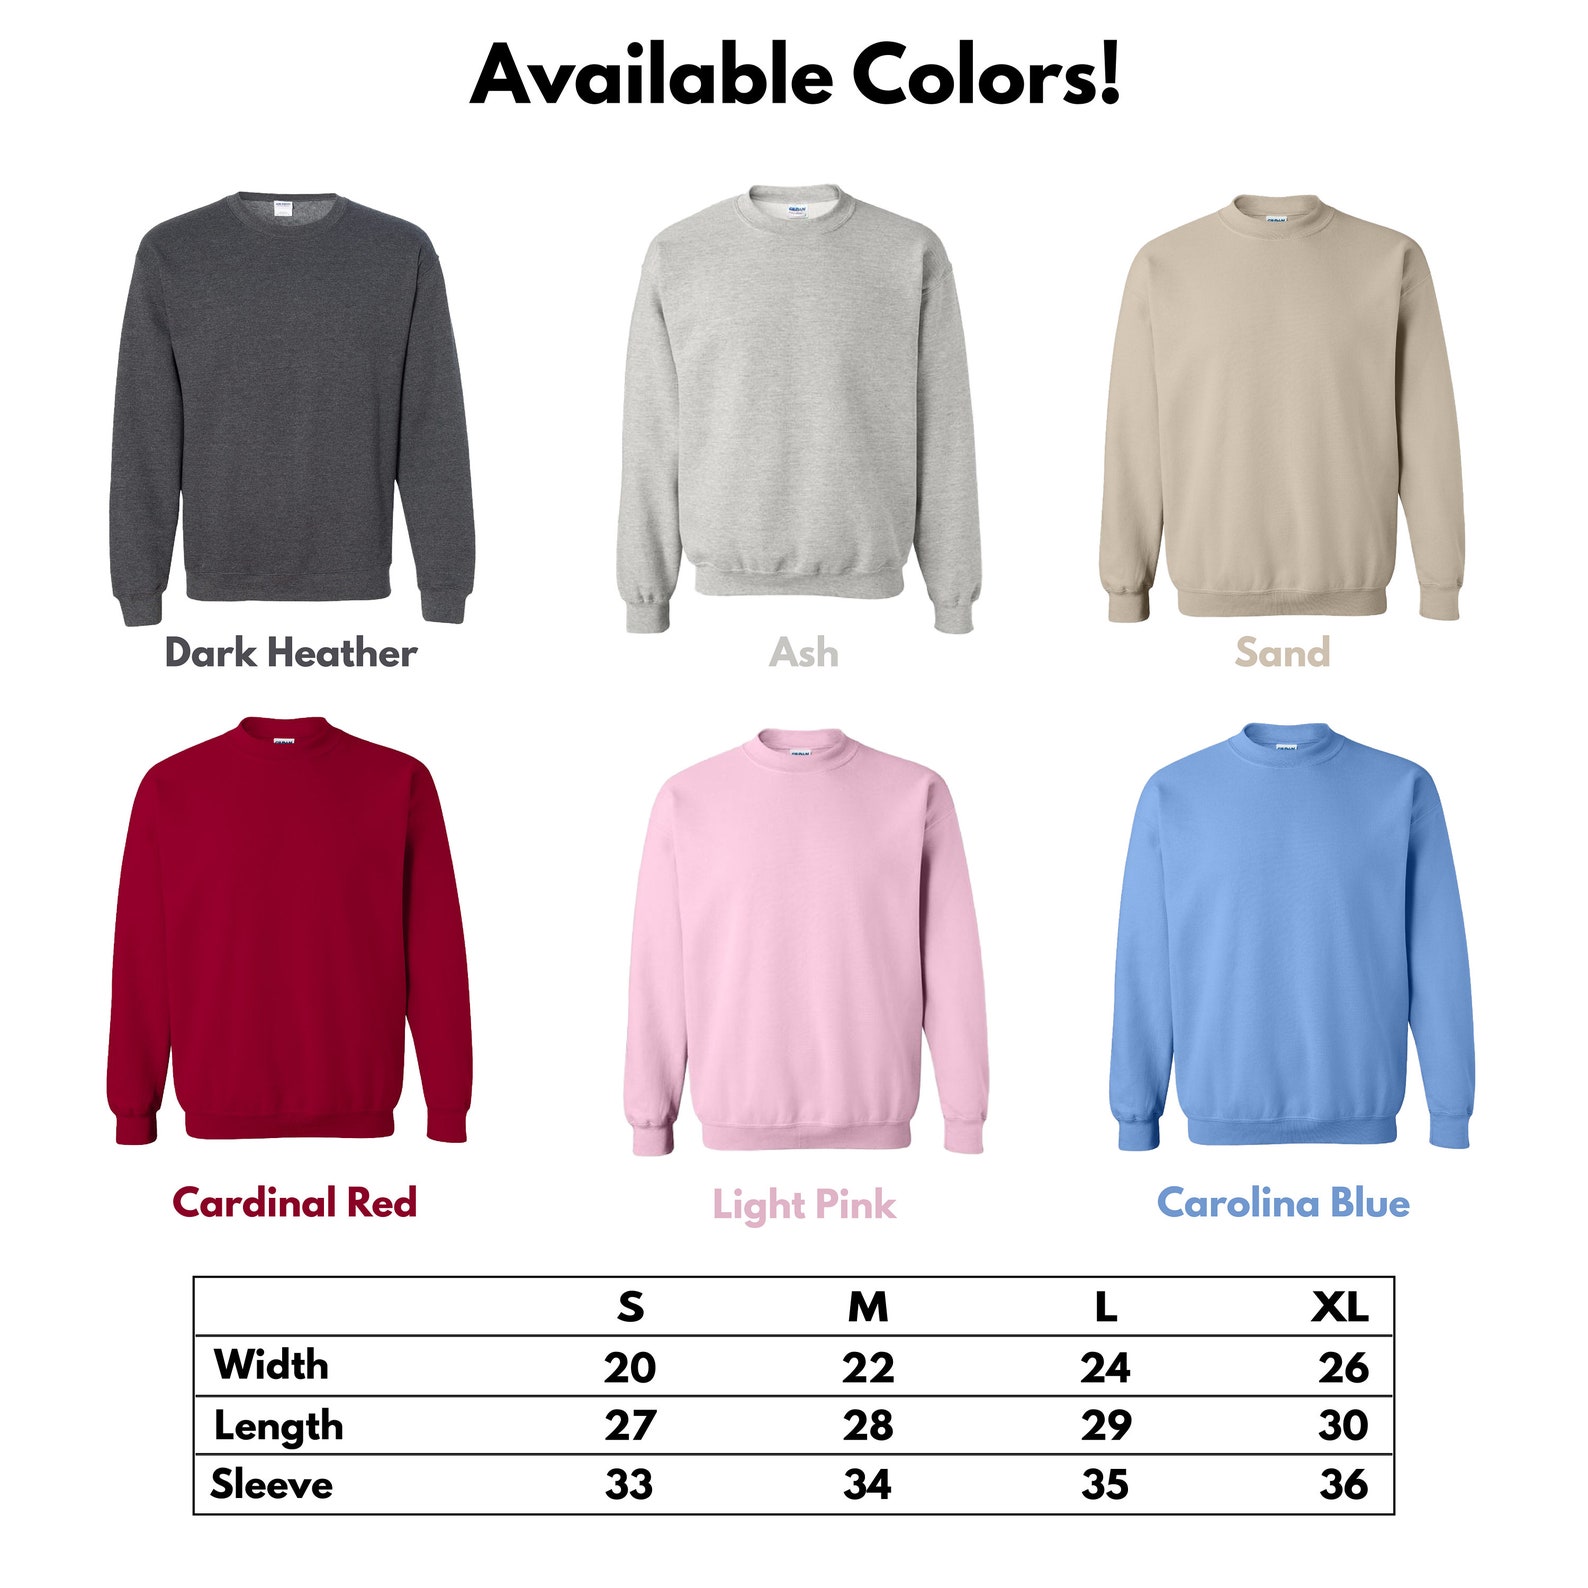 Available Colors!
Dark Heather
Ash
Sand
Cardinal Red
Light Pink
Carolina Blue
S M L XL
Width 20 22 24 26
Length 27 28 29 30
Sleeve 33 34 35 36